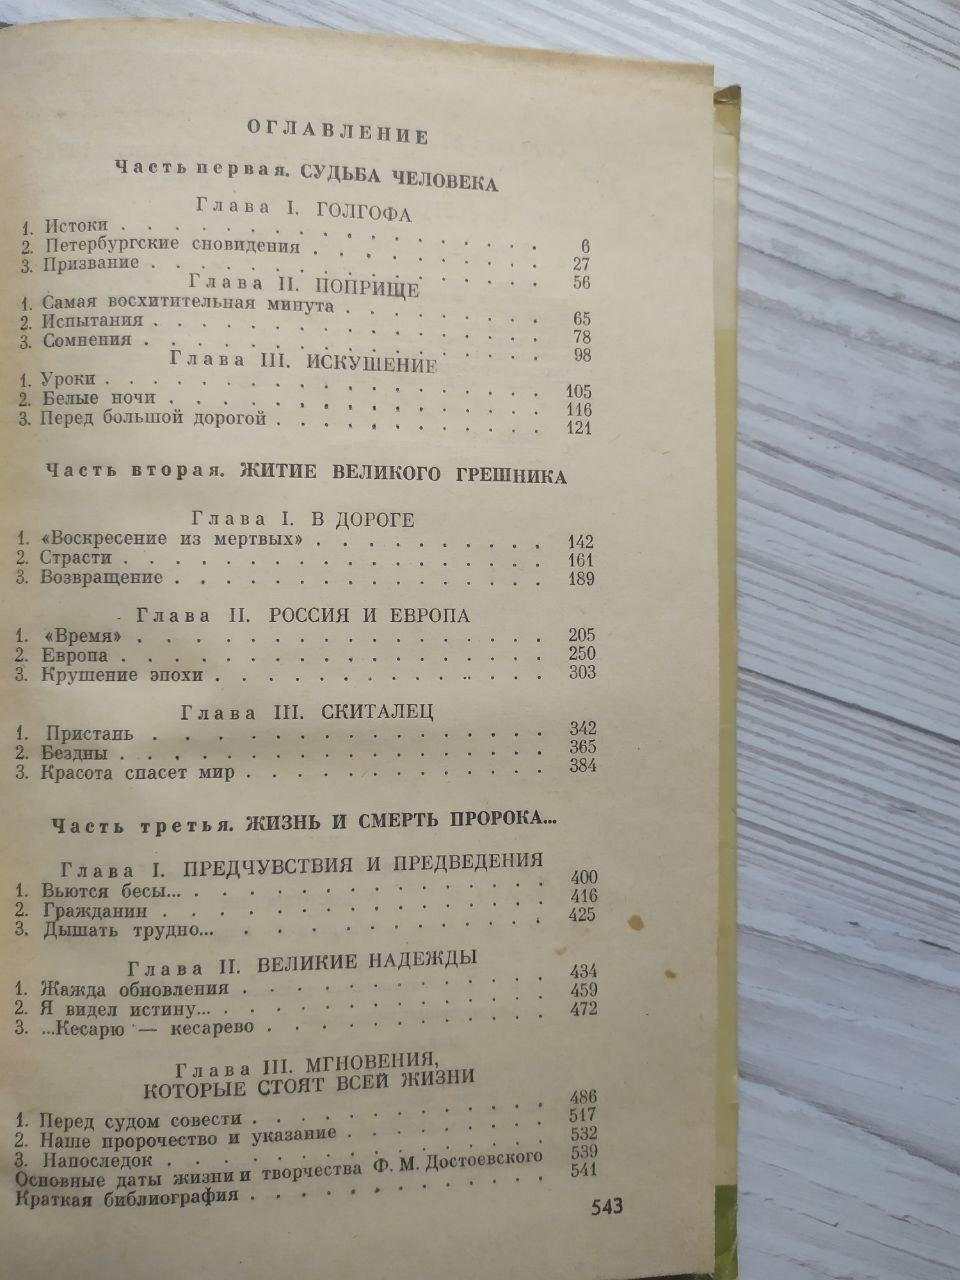 ОГЛАВЛЕНИЕ
Часть первая. СУДЬБА ЧЕЛОВЕКА
Глава I. ГОЛГОФА
1. Истоки . . . . . . . . . . . . . . . . 6
2. Петербургские сновидения . . . . . . . . . . 27
3. Призвание . . . . . . . . . . . . . . . 56
Глава II. ПОПРИЩЕ
1. Самая восхитительная минута . . . . . . . . . 65
2. Испытания . . . . . . . . . . . . . . . 78
3. Сомнения . . . . . . . . . . . . . . . 98
Глава III. ИСКУШЕНИЕ
1. Уроки . . . . . . . . . . . . . . . . 105
2. Белые ночи . . . . . . . . . . . . . . 116
3. Перед большой дорогой . . . . . . . . . . . 121
Часть вторая. ЖИТИЕ ВЕЛИКОГО ГРЕШНИКА
Глава I. В ДОРОГЕ
1. «Воскресение из мертвых» . . . . . . . . . . 142
2. Страсти . . . . . . . . . . . . . . . . 161
3. Возвращение . . . . . . . . . . . . . . 189
Глава II. РОССИЯ И ЕВРОПА
1. «Время» . . . . . . . . . . . . . . . 205
2. Европа . . . . . . . . . . . . . . . . 250
3. Крушение эпохи . . . . . . . . . . . . . 303
Глава III. СКИТАЛЕЦ
1. Пристань . . . . . . . . . . . . . . . 342
2. Бездны . . . . . . . . . . . . . . . . 365
3. Красота спасет мир . . . . . . . . . . . . 384
Часть третья. ЖИЗНЬ И СМЕРТЬ ПРОРОКА...
Глава I. ПРЕДЧУВСТВИЯ И ПРЕДВЕДЕНИЯ
1. Вьются бесы... . . . . . . . . . . . . . . 400
2. Гражданин . . . . . . . . . . . . . . . 416
3. Дышать трудно... . . . . . . . . . . . . 425
Глава II. ВЕЛИКИЕ НАДЕЖДЫ
1. Жажда обновления . . . . . . . . . . . . 434
2. Я видел истину... . . . . . . . . . . . . . 459
3. ...Кесарю — кесарево . . . . . . . . . . . 472
Глава III. МГНОВЕНИЯ,
КОТОРЫЕ СТОЯТ ВСЕЙ ЖИЗНИ
1. Перед судом совести . . . . . . . . . . . . 486
2. Наше пророчество и указание . . . . . . . . 517
3. Напоследок . . . . . . . . . . . . . . 532
Основные даты жизни и творчества Ф. М. Достоевского 539
Краткая библиография . . . . . . . . . . . . 541
543